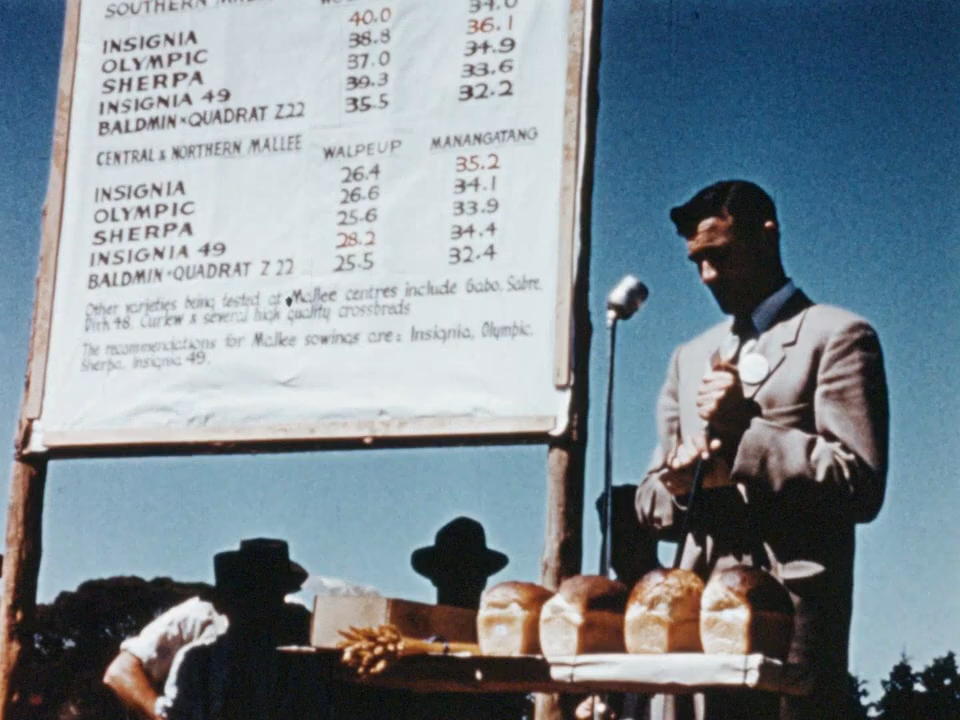 SOUTHERN MALLEE
40.0 34.0
INSIGNIA 38.8 36.1
OLYMPIC 37.0 34.9
SHERPA 39.3 33.6
INSIGNIA 49 35.5 32.2
BALDMIN × QUADRAT Z22
CENTRAL & NORTHERN MALLEE WALPEUP MANANGATANG
INSIGNIA 26.4 35.2
OLYMPIC 26.6 34.1
SHERPA 25.6 33.9
INSIGNIA 49 28.2 34.4
BALDMIN × QUADRAT Z 22 25.5 32.4
Other varieties being tested at Mallee centres include Gabo, Sabre,
Dirk 48, Curlew & several high quality crossbreds
The recommendations for Mallee sowings are: Insignia, Olympic,
Sherpa, Insignia 49.